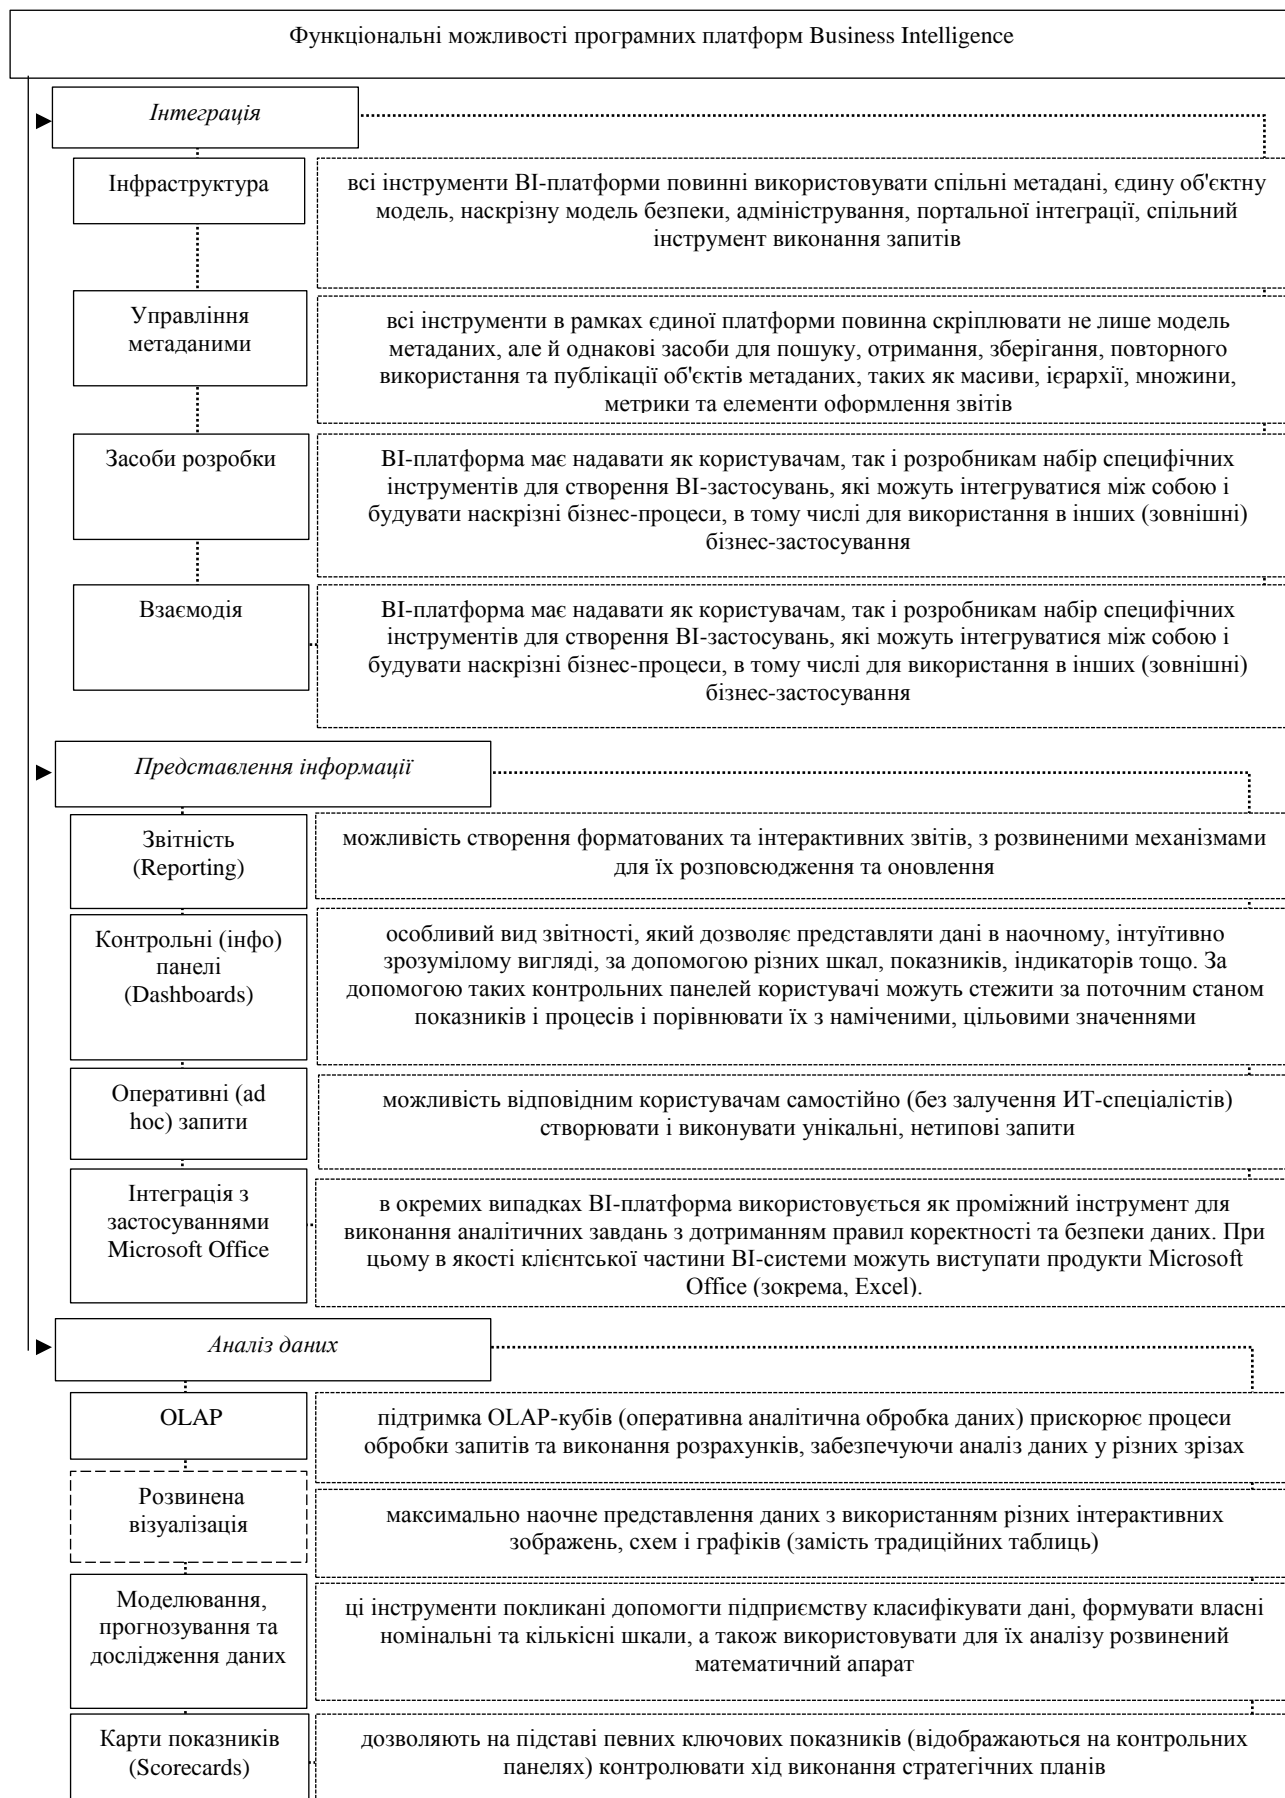 Функціональні можливості програмних платформ Business Intelligence
Інтеграція
Інфраструктура
всі інструменти BI-платформи повинні використовувати спільні метадані, єдину об'єктну
модель, наскрізну модель безпеки, адміністрування, портальної інтеграції, спільний
інструмент виконання запитів
Управління
метаданими
всі інструменти в рамках єдиної платформи повинна скріплювати не лише модель
метаданих, але й однакові засоби для пошуку, отримання, зберігання, повторного
використання та публікації об'єктів метаданих, таких як масиви, ієрархії, множини,
метрики та елементи оформлення звітів
Засоби розробки
BI-платформа має надавати як користувачам, так і розробникам набір специфічних
інструментів для створення BI-застосувань, які можуть інтегруватися між собою і
будувати наскрізні бізнес-процеси, в тому числі для використання в інших (зовнішні)
бізнес-застосування
Взаємодія
BI-платформа має надавати як користувачам, так і розробникам набір специфічних
інструментів для створення BI-застосувань, які можуть інтегруватися між собою і
будувати наскрізні бізнес-процеси, в тому числі для використання в інших (зовнішні)
бізнес-застосування
Представлення інформації
Звітність
(Reporting)
можливість створення форматованих та інтерактивних звітів, з розвиненими механізмами
для їх розповсюдження та оновлення
Контрольні (інфо)
панелі
(Dashboards)
особливий вид звітності, який дозволяє представляти дані в наочному, інтуїтивно
зрозумілому вигляді, за допомогою різних шкал, показників, індикаторів тощо. За
допомогою таких контрольних панелей користувачі можуть стежити за поточним станом
показників і процесів і порівнювати їх з наміченими, цільовими значеннями
Оперативні (ad
hoc) запити
можливість відповідним користувачам самостійно (без залучення ИТ-спеціалістів)
створювати і виконувати унікальні, нетипові запити
Інтеграція з
застосуваннями
Microsoft Office
в окремих випадках BI-платформа використовується як проміжний інструмент для
виконання аналітичних завдань з дотриманням правил коректності та безпеки даних. При
цьому в якості клієнтської частини BI-системи можуть виступати продукти Microsoft
Office (зокрема, Excel).
Аналіз даних
OLAP
підтримка OLAP-кубів (оперативна аналітична обробка даних) прискорює процеси
обробки запитів та виконання розрахунків, забезпечуючи аналіз даних у різних зрізах
Розвинена
візуалізація
максимально наочне представлення даних з використанням різних інтерактивних
зображень, схем і графіків (замість традиційних таблиць)
Моделювання,
прогнозування та
дослідження даних
ці інструменти покликані допомогти підприємству класифікувати дані, формувати власні
номінальні та кількісні шкали, а також використовувати для їх аналізу розвинений
математичний апарат
Карти показників
(Scorecards)
дозволяють на підставі певних ключових показників (відображаються на контрольних
панелях) контролювати хід виконання стратегічних планів